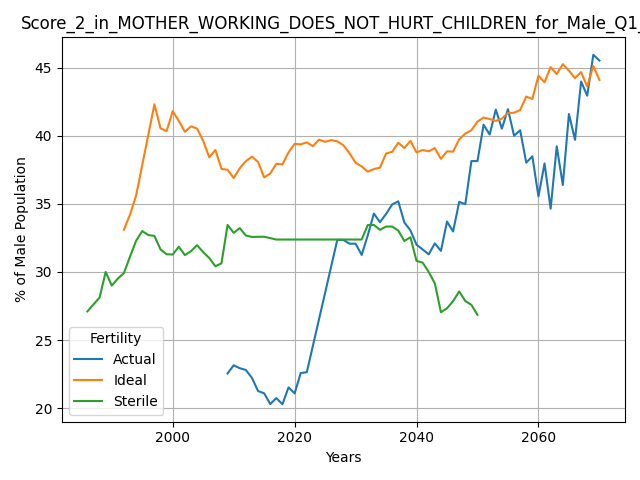 Score_2_in_MOTHER_WORKING_DOES_NOT_HURT_CHILDREN_for_Male_Q1_
% of Male Population
45
40
35
30
25
20
Fertility
Actual
Ideal
Sterile
2000
2020
2040
2060
Years